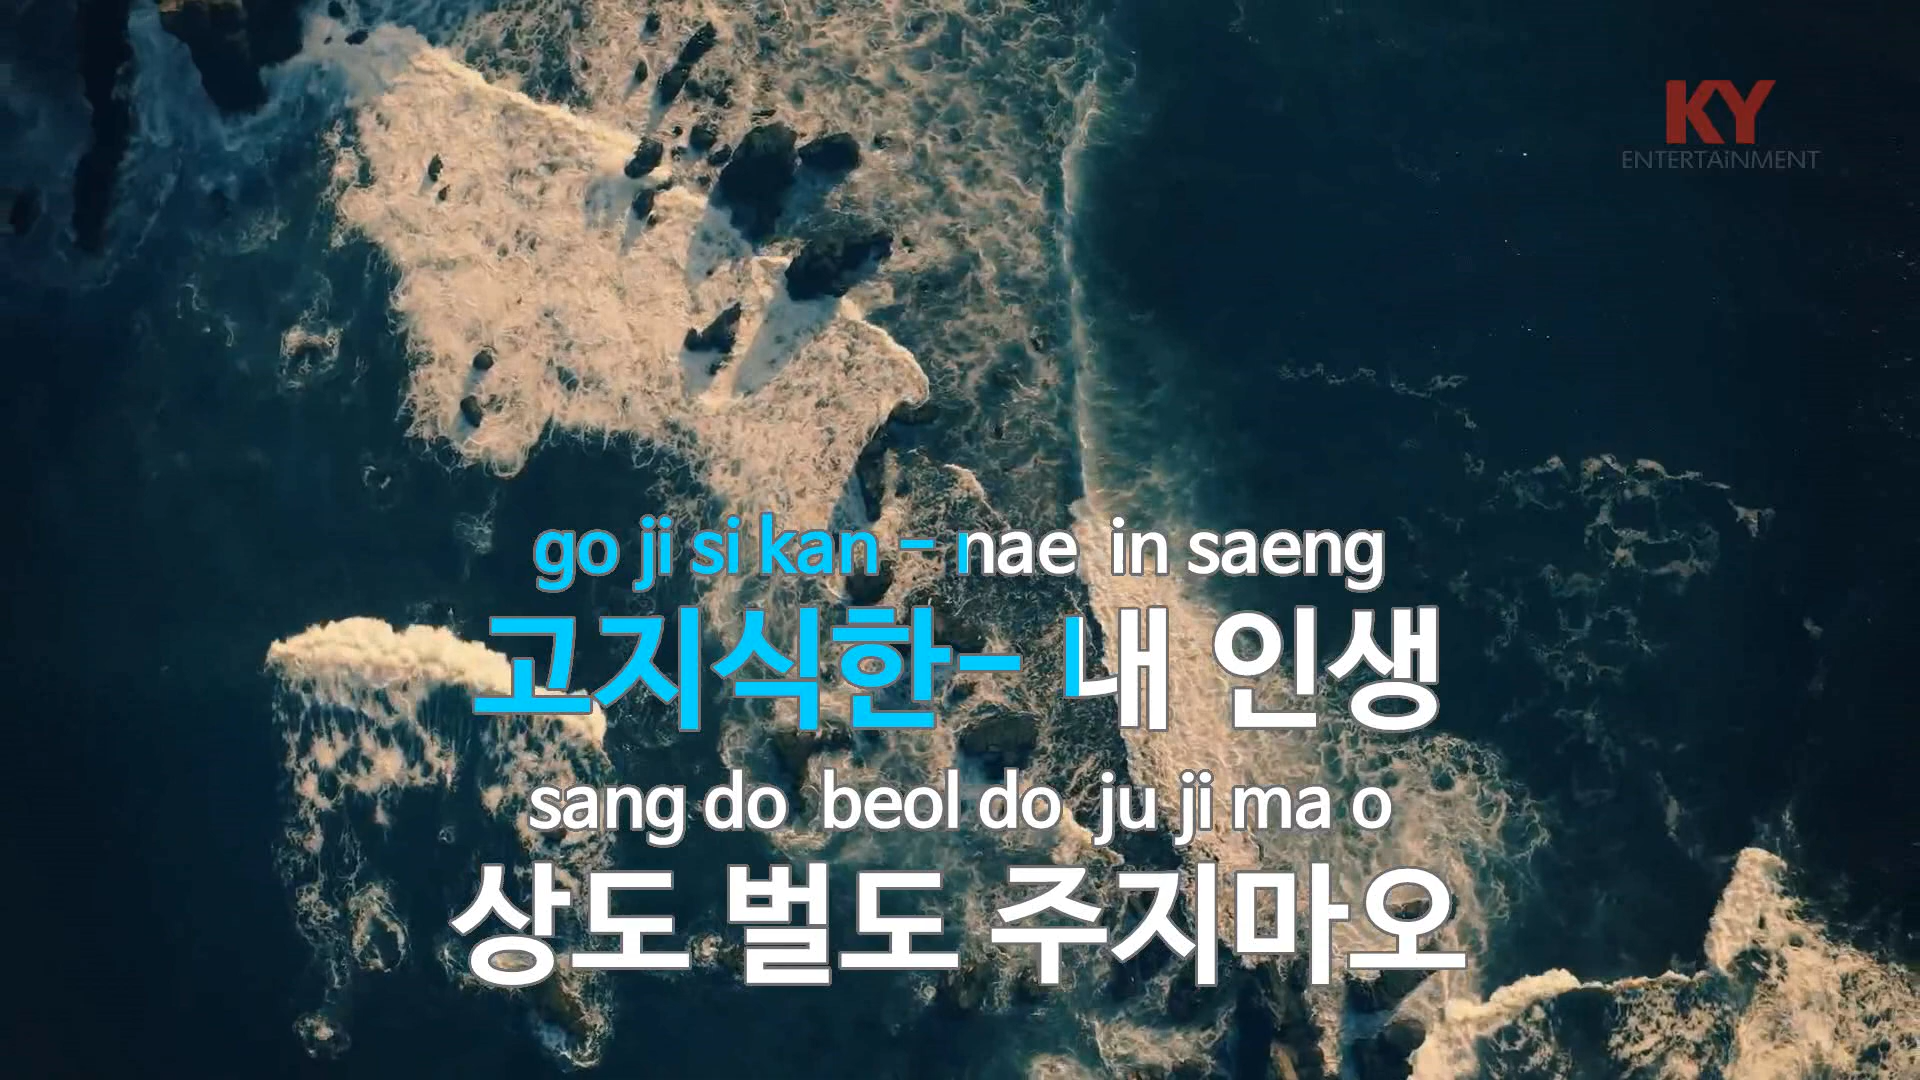 KY
ENTERTAiNMENT
go ji si kan - nae in saeng
고지식한- 내 인생
sang do beol do ju ji ma o
상도 벌도 주지마오